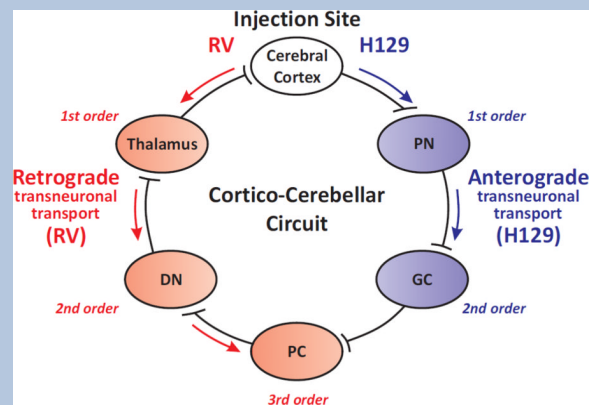 Injection Site
RV
H129
Cerebral
Cortex
1st order
1st order
Thalamus
PN
Retrograde
transneuronal
transport
(RV)
Cortico-Cerebellar
Circuit
Anterograde
transneuronal
transport
(H129)
DN
GC
2nd order
2nd order
PC
3rd order